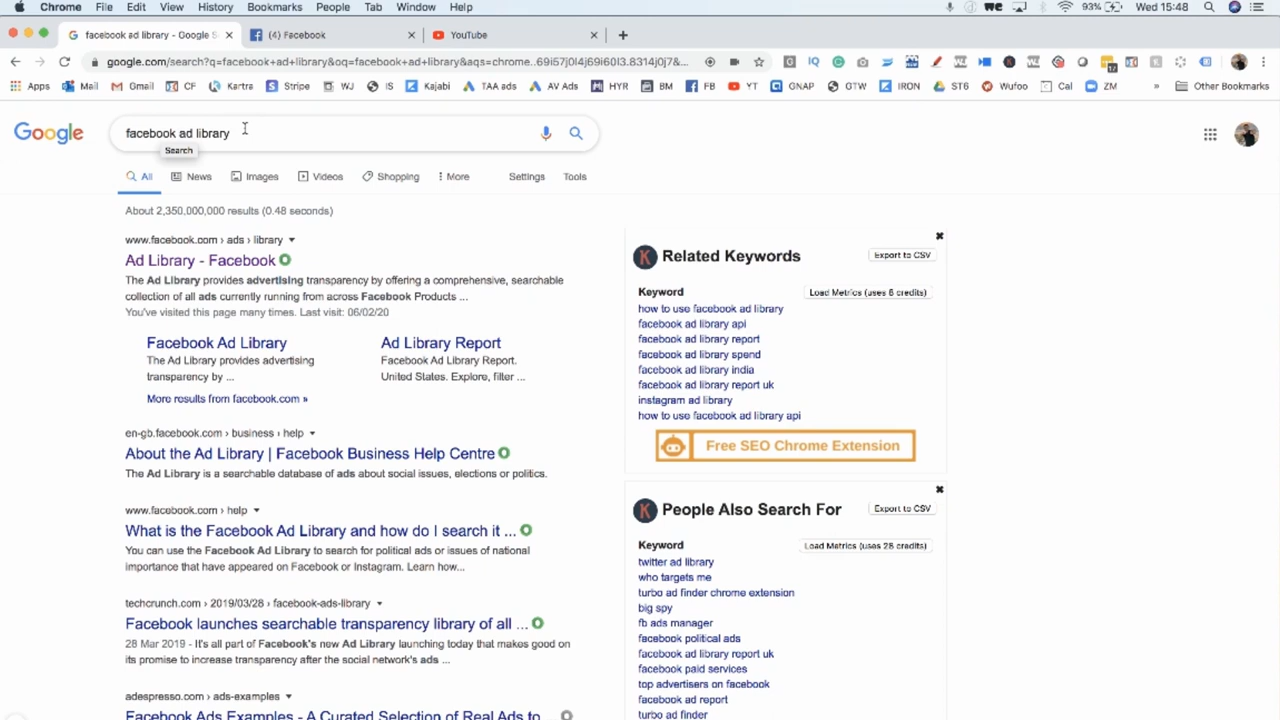 Chrome File Edit View History Bookmarks People Tab Window Help 93% Wed 15:48
facebook ad library - Google S (4) Facebook YouTube
google.com/search?q=facebook+ad+library&oq=facebook+ad+library&aqs=chrome..69i57j0l4j69i60l3.8314j0j7&...
Apps Mail Gmail CF Kartra Stripe WJ IS Kajabi TAA ads AV Ads HYR BM FB YT GNAP GTW IRON ST6 Wufoo Cal ZM » Other Bookmarks
Google
facebook ad library
Search
All News Images Videos Shopping More Settings Tools
About 2,350,000,000 results (0.48 seconds)
www.facebook.com › ads › library
Ad Library - Facebook
The Ad Library provides advertising transparency by offering a comprehensive, searchable
collection of all ads currently running from across Facebook Products ...
You've visited this page many times. Last visit: 06/02/20
Facebook Ad Library
The Ad Library provides advertising
transparency by ...
Ad Library Report
Facebook Ad Library Report.
United States. Explore, filter ...
More results from facebook.com »
en-gb.facebook.com › business › help
About the Ad Library | Facebook Business Help Centre
The Ad Library is a searchable database of ads about social issues, elections or politics.
www.facebook.com › help
What is the Facebook Ad Library and how do I search it ...
You can use the Facebook Ad Library to search for political ads or issues of national
importance that have appeared on Facebook or Instagram. Learn how...
techcrunch.com › 2019/03/28 › facebook-ads-library
Facebook launches searchable transparency library of all ...
28 Mar 2019 - It's all part of Facebook's new Ad Library launching today that makes good on
its promise to increase transparency after the social network's ads ...
adespresso.com › ads-examples
Facebook Ads Examples - A Curated Selection of Real Ads to ...
K Related Keywords Export to CSV
Keyword Load Metrics (uses 8 credits)
how to use facebook ad library
facebook ad library api
facebook ad library report
facebook ad library spend
facebook ad library india
facebook ad library report uk
instagram ad library
how to use facebook ad library api
Free SEO Chrome Extension
K People Also Search For Export to CSV
Keyword Load Metrics (uses 28 credits)
twitter ad library
who targets me
turbo ad finder chrome extension
big spy
fb ads manager
facebook political ads
facebook ad library report uk
facebook paid services
top advertisers on facebook
facebook ad report
turbo ad finder